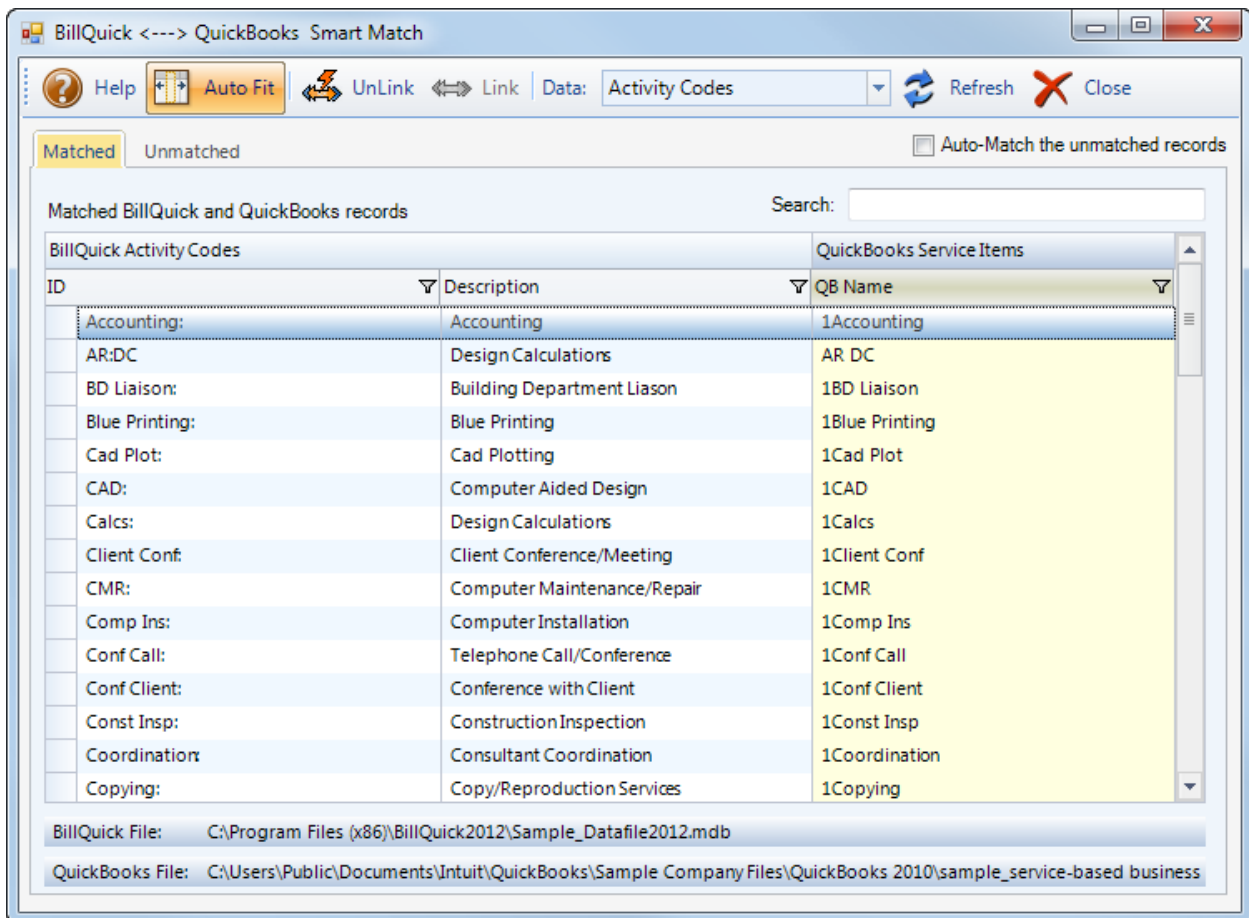 BillQuick <---> QuickBooks Smart Match
Help Auto Fit UnLink Link Data: Activity Codes Refresh Close
Matched Unmatched Auto-Match the unmatched records
Matched BillQuick and QuickBooks records Search:
BillQuick Activity Codes QuickBooks Service Items
ID Description QB Name
Accounting: Accounting 1Accounting
AR:DC Design Calculations AR DC
BD Liaison: Building Department Liason 1BD Liaison
Blue Printing: Blue Printing 1Blue Printing
Cad Plot: Cad Plotting 1Cad Plot
CAD: Computer Aided Design 1CAD
Calcs: Design Calculations 1Calcs
Client Conf: Client Conference/Meeting 1Client Conf
CMR: Computer Maintenance/Repair 1CMR
Comp Ins: Computer Installation 1Comp Ins
Conf Call: Telephone Call/Conference 1Conf Call
Conf Client: Conference with Client 1Conf Client
Const Insp: Construction Inspection 1Const Insp
Coordination: Consultant Coordination 1Coordination
Copying: Copy/Reproduction Services 1Copying
BillQuick File: C:\Program Files (x86)\BillQuick2012\Sample_Datafile2012.mdb
QuickBooks File: C:\Users\Public\Documents\Intuit\QuickBooks\Sample Company Files\QuickBooks 2010\sample_service-based business